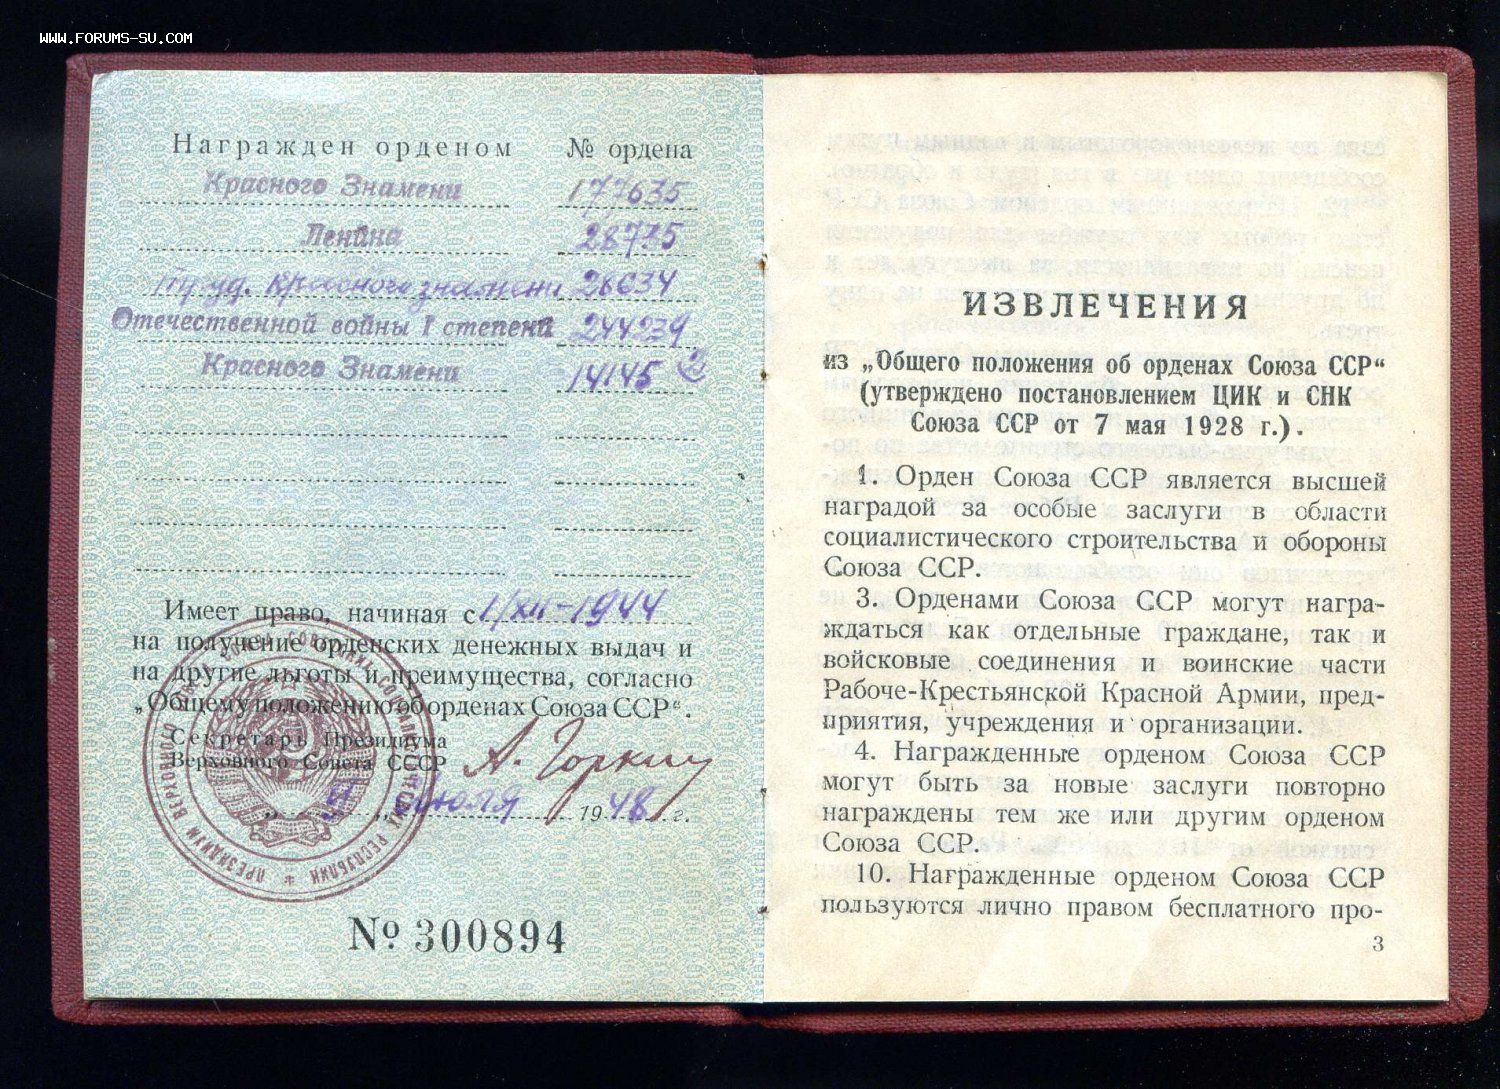 WWW.FORUMS-SU.COM
Награжден орденом № ордена
Красного Знамени 177635
Ленина 28735
Труд. Красного знамени 28634
Отечественной войны I степени 244239
Красного Знамени 14145 2
Имеет право, начиная с 1/XII-1944
на получение орденских денежных выдач и
на другие льготы и преимущества, согласно
„Общему положению об орденах Союза ССР“.
Секретарь Президиума
Верховного Совета СССР А. Горкин
„ “ июля 1948 г.
№ 300894
ИЗВЛЕЧЕНИЯ
из „Общего положения об орденах Союза ССР“
(утверждено постановлением ЦИК и СНК
Союза ССР от 7 мая 1928 г.).
1. Орден Союза ССР является высшей
наградой за особые заслуги в области
социалистического строительства и обороны
Союза ССР.
3. Орденами Союза ССР могут награ-
ждаться как отдельные граждане, так и
войсковые соединения и воинские части
Рабоче-Крестьянской Красной Армии, пред-
приятия, учреждения и организации.
4. Награжденные орденом Союза ССР
могут быть за новые заслуги повторно
награждены тем же или другим орденом
Союза ССР.
10. Награжденные орденом Союза ССР
пользуются лично правом бесплатного про-
3